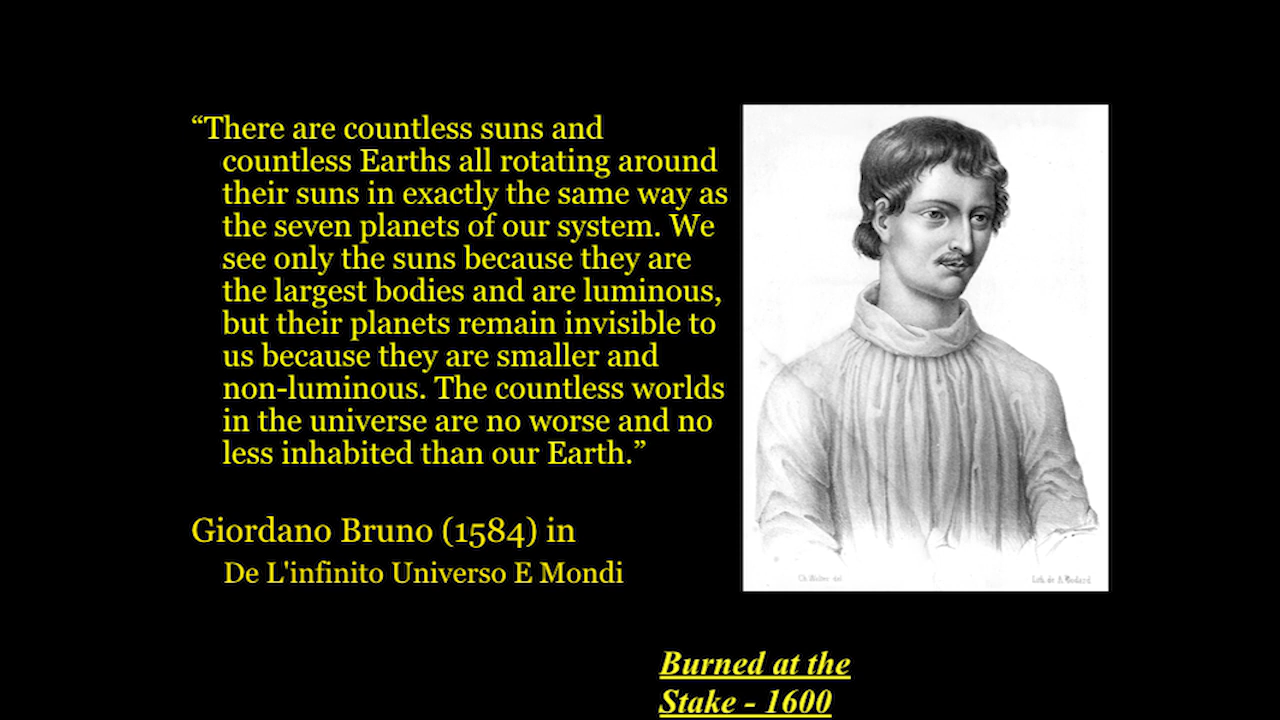 “There are countless suns and
countless Earths all rotating around
their suns in exactly the same way as
the seven planets of our system. We
see only the suns because they are
the largest bodies and are luminous,
but their planets remain invisible to
us because they are smaller and
non-luminous. The countless worlds
in the universe are no worse and no
less inhabited than our Earth.”
Giordano Bruno (1584) in
De L'infinito Universo E Mondi
Burned at the
Stake - 1600